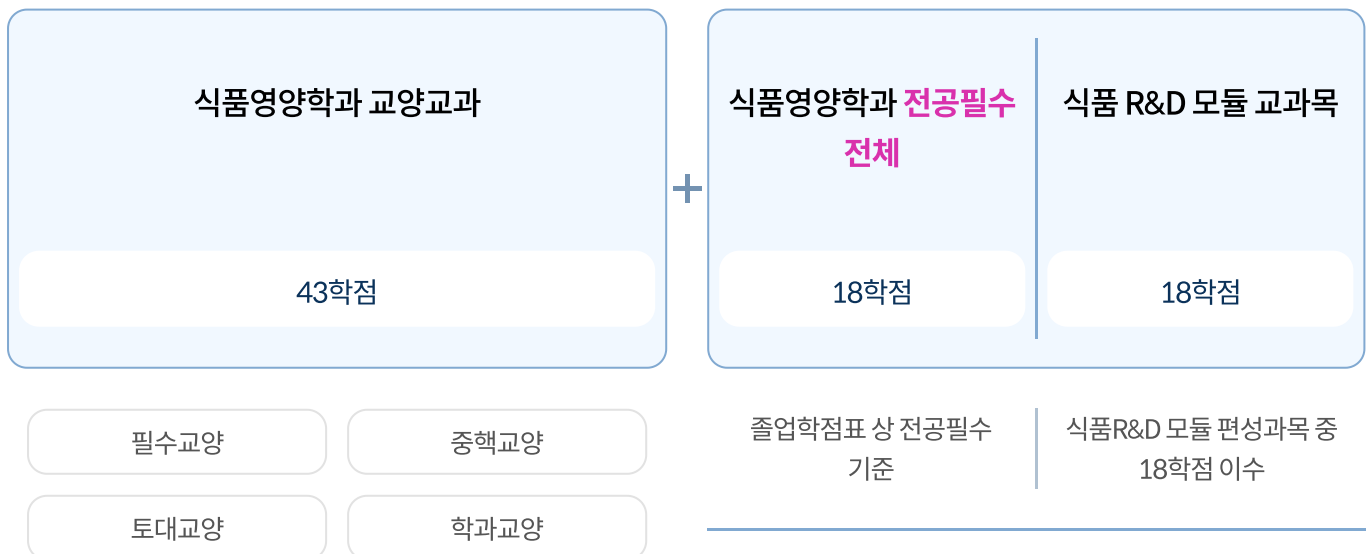 식품영양학과 교양교과
43학점
필수교양
중핵교양
토대교양
학과교양
+
식품영양학과 전공필수
전체
18학점
졸업학점표 상 전공필수
기준
식품 R&D 모듈 교과목
18학점
식품R&D 모듈 편성과목 중
18학점 이수